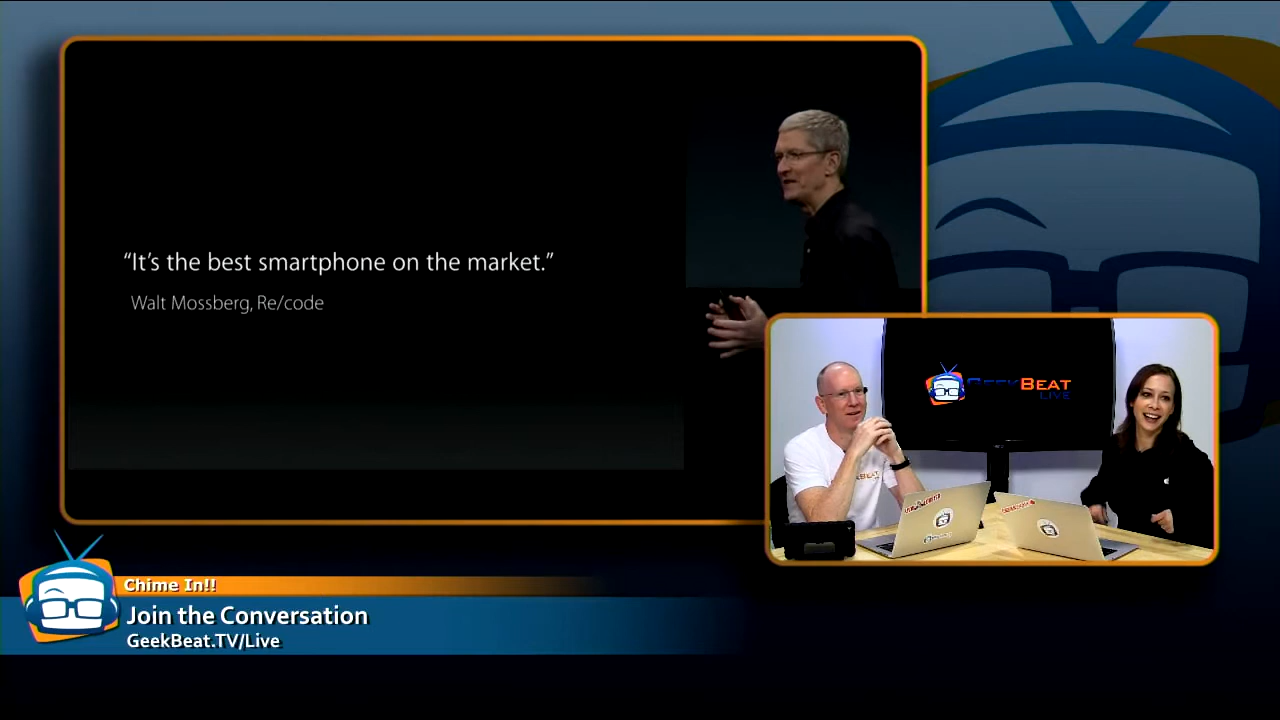 “It’s the best smartphone on the market.”
Walt Mossberg, Re/code
GEEKBEAT
LIVE
Chime In!!
Join the Conversation
GeekBeat.TV/Live